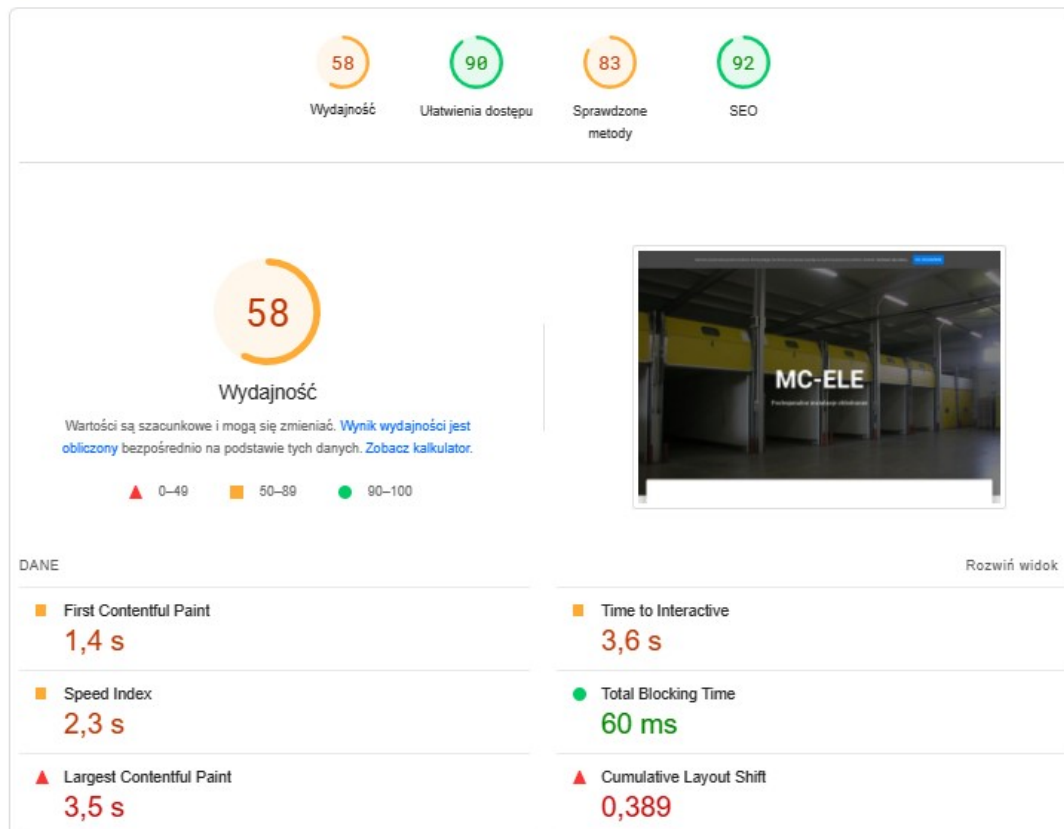 58
Wydajność
90
Ułatwienia dostępu
83
Sprawdzone
metody
92
SEO
58
Wydajność
Wartości są szacunkowe i mogą się zmieniać. Wynik wydajności jest
obliczony bezpośrednio na podstawie tych danych. Zobacz kalkulator.
0–49
50–89
90–100
MC-ELE
Profesjonalne instalacje chłodnicze
DANE
Rozwiń widok
First Contentful Paint
1,4 s
Time to Interactive
3,6 s
Speed Index
2,3 s
Total Blocking Time
60 ms
Largest Contentful Paint
3,5 s
Cumulative Layout Shift
0,389